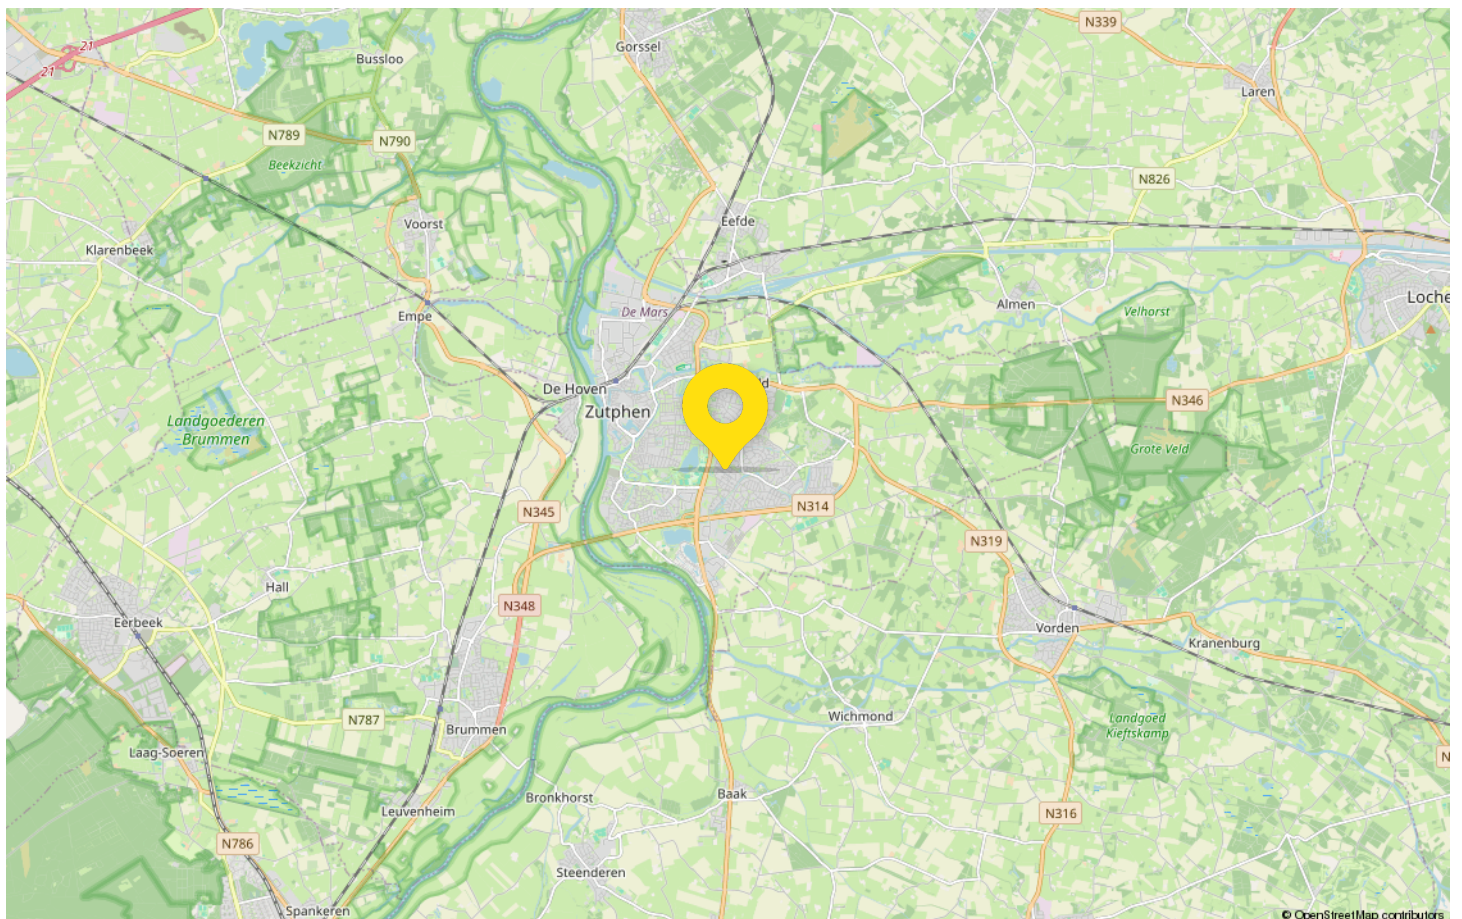 N339
21
Gorssel
Bussloo
21
Laren
N789
N790
Beekzicht
N826
Voorst
Eefde
Klarenbeek
Almen
Velhorst
Loche
Empe
De Mars
De Hoven
ld
Zutphen
N346
Landgoederen
Brummen
Grote Veld
N345
N314
N319
Hall
N348
Eerbeek
Vorden
Kranenburg
N787
Wichmond
Landgoed
Kieftskamp
Brummen
Laag-Soeren
N
Bronkhorst
Baak
Leuvenheim
N316
N786
Steenderen
Spankeren
© OpenStreetMap contributors